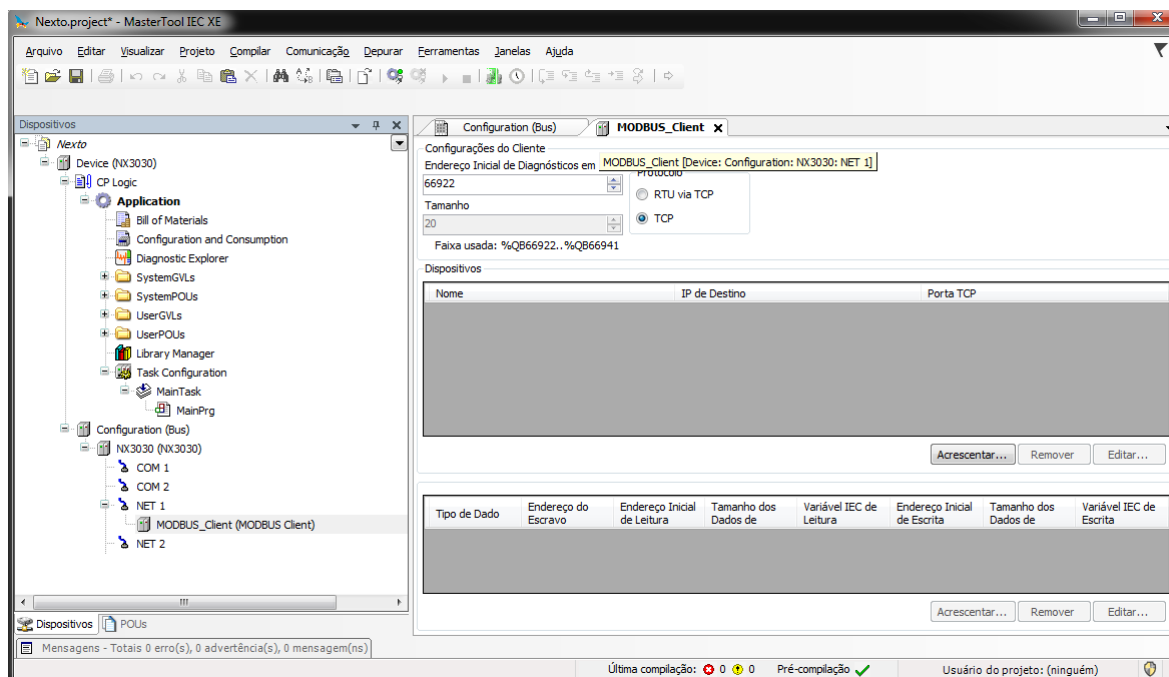 Nexto.project* - MasterTool IEC XE
Arquivo Editar Visualizar Projeto Compilar Comunicação Depurar Ferramentas Janelas Ajuda
Dispositivos
Nexto
Device (NX3030)
CP Logic
Application
Bill of Materials
Configuration and Consumption
Diagnostic Explorer
SystemGVLs
SystemPOUs
UserGVLs
UserPOUs
Library Manager
Task Configuration
MainTask
MainPrg
Configuration (Bus)
NX3030 (NX3030)
COM 1
COM 2
NET 1
MODBUS_Client (MODBUS Client)
NET 2
Dispositivos POUs
Configuration (Bus) MODBUS_Client
Configurações do Cliente
Endereço Inicial de Diagnósticos em
MODBUS_Client [Device: Configuration: NX3030: NET 1]
Protocolo
66922
RTU via TCP
Tamanho
TCP
20
Faixa usada: %QB66922..%QB66941
Dispositivos
Nome IP de Destino Porta TCP
Acrescentar... Remover Editar...
Tipo de Dado
Endereço do Escravo
Endereço Inicial de Leitura
Tamanho dos Dados de
Variável IEC de Leitura
Endereço Inicial de Escrita
Tamanho dos Dados de
Variável IEC de Escrita
Acrescentar... Remover Editar...
Mensagens - Totais 0 erro(s), 0 advertência(s), 0 mensagem(ns)
Última compilação: 0 0 Pré-compilação Usuário do projeto: (ninguém)